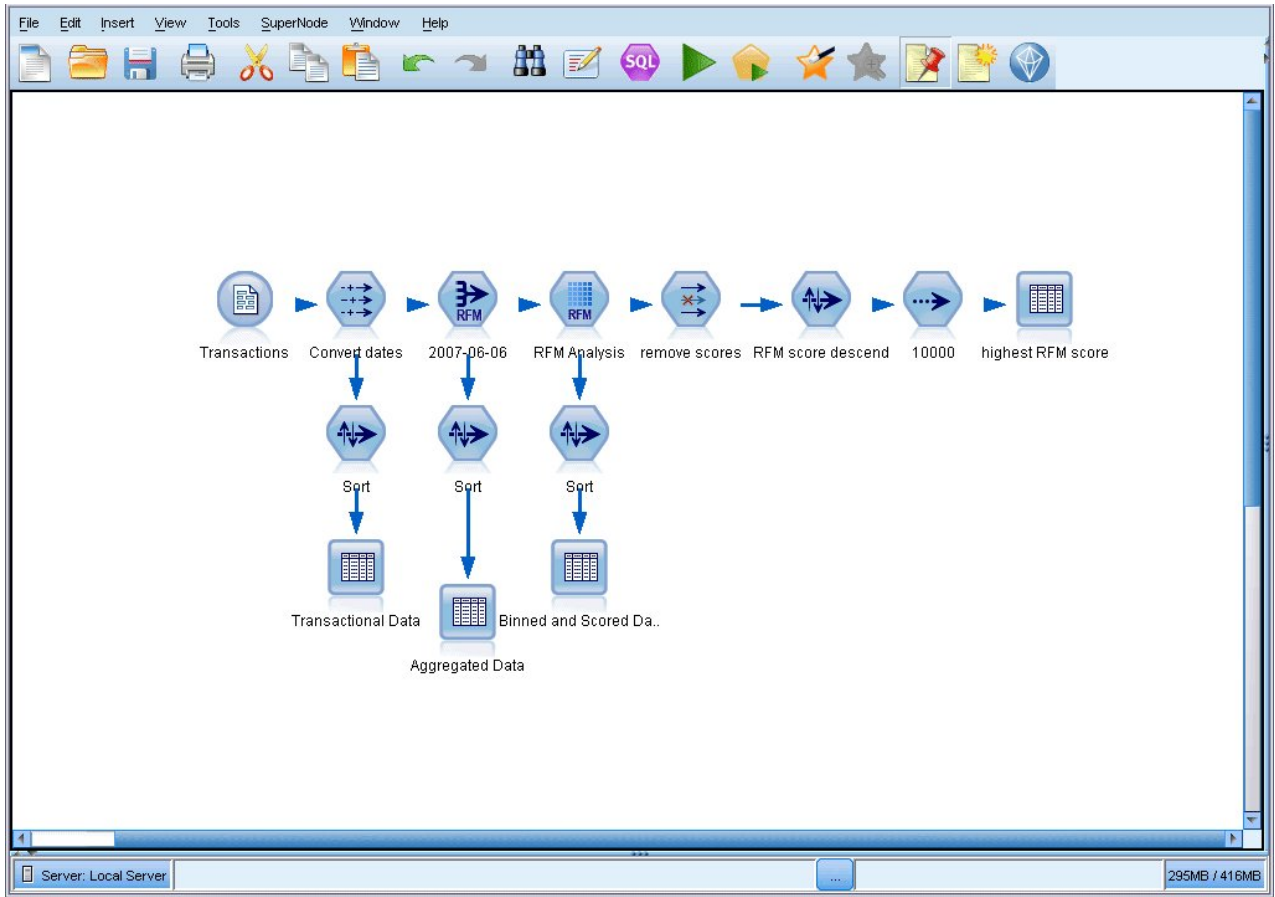 File Edit Insert View Tools SuperNode Window Help
SQL
RFM RFM
Transactions Convert dates 2007-06-06 RFM Analysis remove scores RFM score descend 10000 highest RFM score
Sort Sort Sort
Transactional Data Binned and Scored Da..
Aggregated Data
Server: Local Server ... 295MB / 416MB